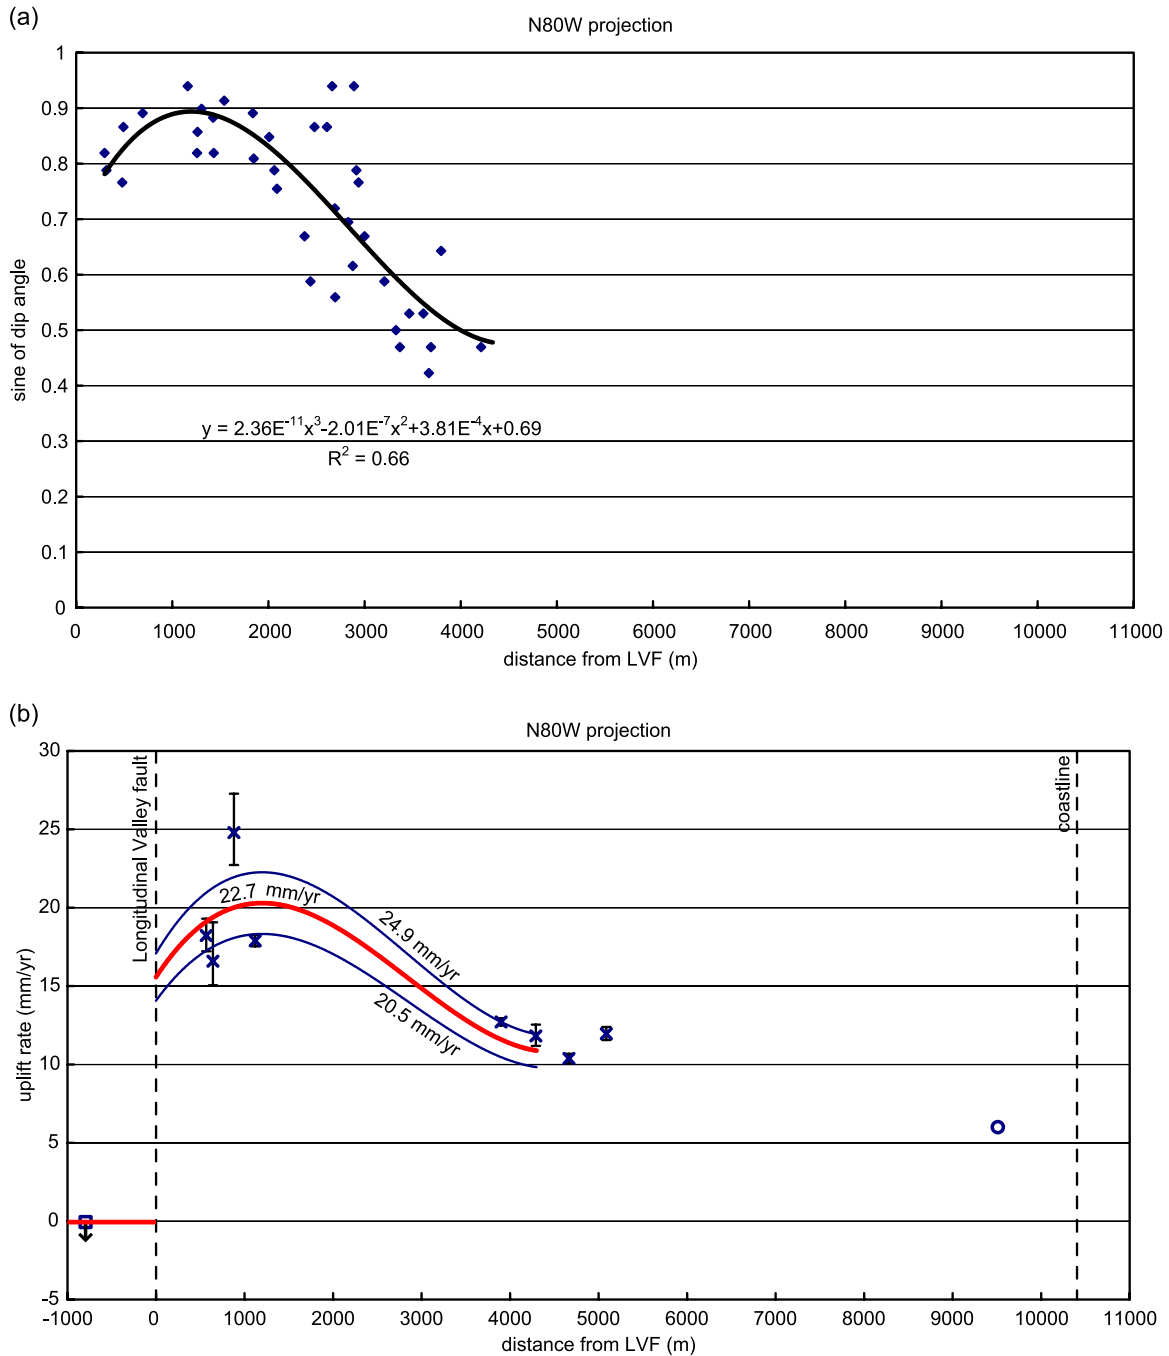 (a)
N80W projection
1
0.9
0.8
0.7
0.6
0.5
0.4
0.3
0.2
0.1
0
sine of dip angle
y = 2.36E⁻¹¹x³-2.01E⁻⁷x²+3.81E⁻⁴x+0.69
R² = 0.66
0 1000 2000 3000 4000 5000 6000 7000 8000 9000 10000 11000
distance from LVF (m)
(b)
N80W projection
30
25
20
15
10
5
0
-5
uplift rate (mm/yr)
Longitudinal Valley fault
coastline
22.7 mm/yr
24.9 mm/yr
20.5 mm/yr
-1000 0 1000 2000 3000 4000 5000 6000 7000 8000 9000 10000 11000
distance from LVF (m)